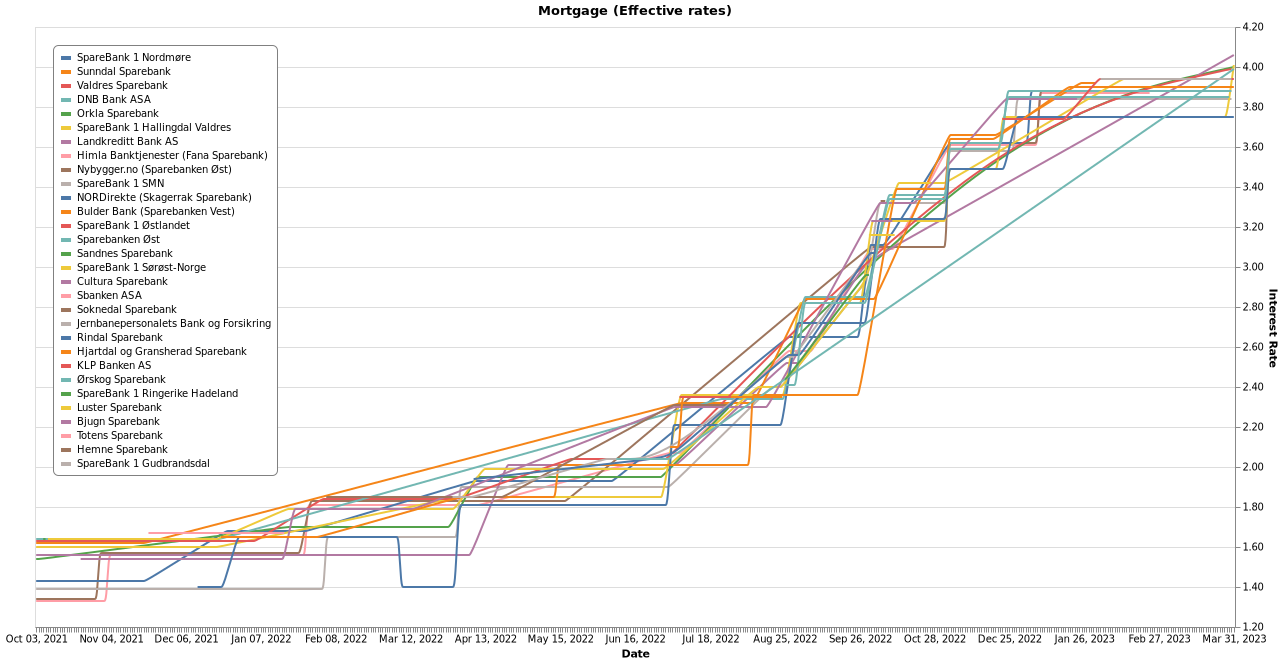 Mortgage (Effective rates)
SpareBank 1 Nordmøre
Sunndal Sparebank
Valdres Sparebank
DNB Bank ASA
Orkla Sparebank
SpareBank 1 Hallingdal Valdres
Landkreditt Bank AS
Himla Banktjenester (Fana Sparebank)
Nybygger.no (Sparebanken Øst)
SpareBank 1 SMN
NORDirekte (Skagerrak Sparebank)
Bulder Bank (Sparebanken Vest)
SpareBank 1 Østlandet
Sparebanken Øst
Sandnes Sparebank
SpareBank 1 Sørøst-Norge
Cultura Sparebank
Sbanken ASA
Soknedal Sparebank
Jernbanepersonalets Bank og Forsikring
Rindal Sparebank
Hjartdal og Gransherad Sparebank
KLP Banken AS
Ørskog Sparebank
SpareBank 1 Ringerike Hadeland
Luster Sparebank
Bjugn Sparebank
Totens Sparebank
Hemne Sparebank
SpareBank 1 Gudbrandsdal
4.20
4.00
3.80
3.60
3.40
3.20
3.00
2.80
2.60
2.40
2.20
2.00
1.80
1.60
1.40
1.20
Interest Rate
Oct 03, 2021 Nov 04, 2021 Dec 06, 2021 Jan 07, 2022 Feb 08, 2022 Mar 12, 2022 Apr 13, 2022 May 15, 2022 Jun 16, 2022 Jul 18, 2022 Aug 25, 2022 Sep 26, 2022 Oct 28, 2022 Dec 25, 2022 Jan 26, 2023 Feb 27, 2023 Mar 31, 2023
Date